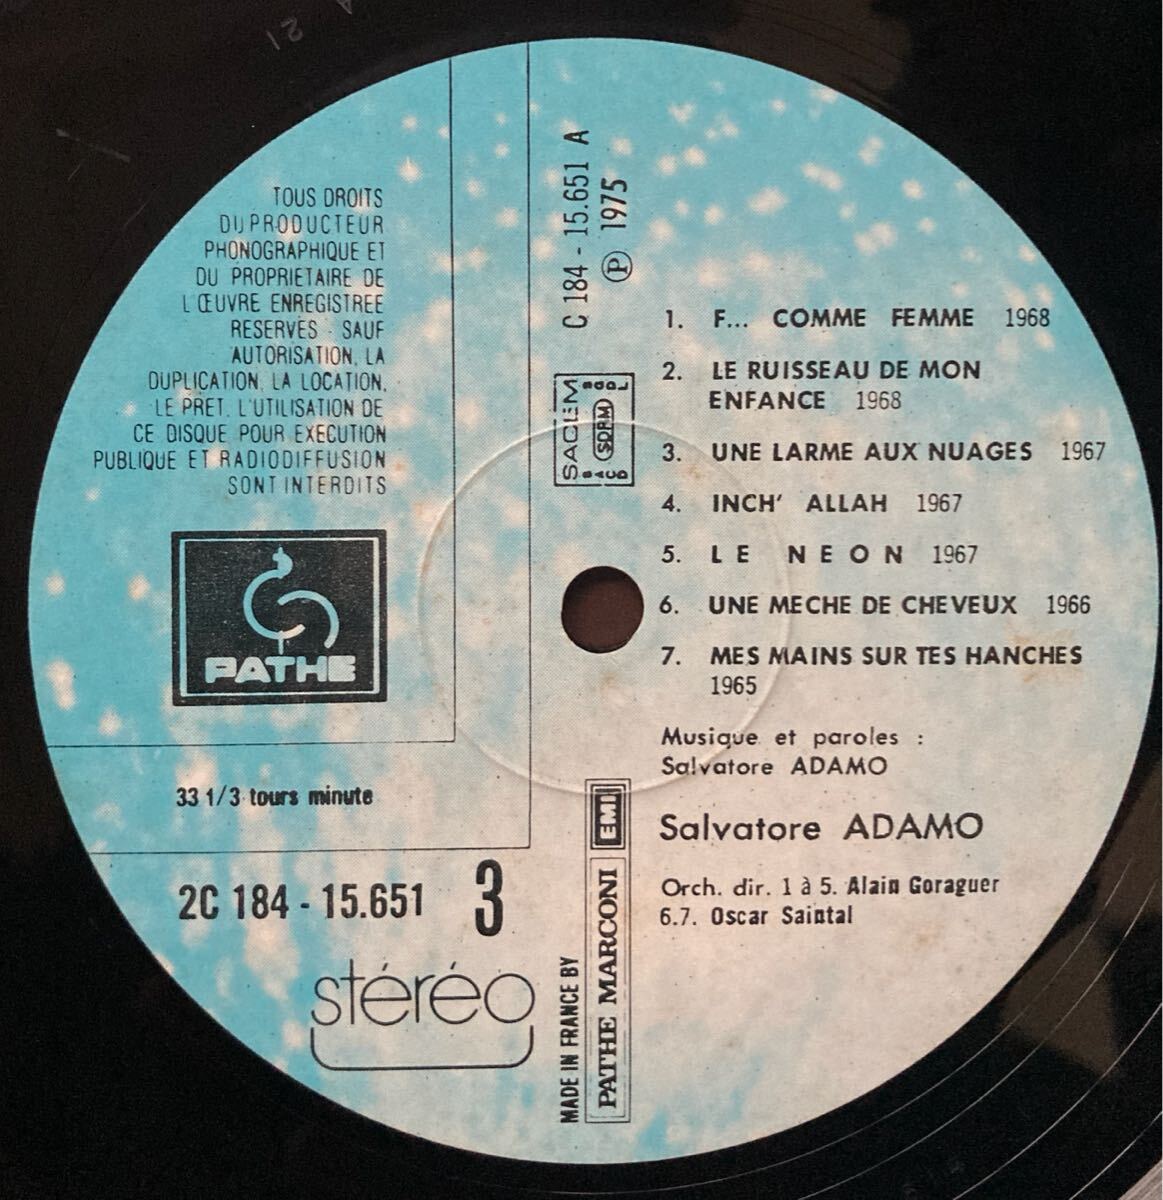 TOUS DROITS
DU PRODUCTEUR
PHONOGRAPHIQUE ET
DU PROPRIETAIRE DE
L'ŒUVRE ENREGISTREE
RESERVES - SAUF
AUTORISATION, LA
DUPLICATION, LA LOCATION,
LE PRET, L'UTILISATION DE
CE DISQUE POUR EXECUTION
PUBLIQUE ET RADIODIFFUSION
SONT INTERDITS
PATHE
33 1/3 tours minute
2C 184 - 15.651 3
stéréo
C 184 - 15.651 A
Ⓟ 1975
SACEM
SDRM
1. F... COMME FEMME 1968
2. LE RUISSEAU DE MON
ENFANCE 1968
3. UNE LARME AUX NUAGES 1967
4. INCH' ALLAH 1967
5. LE NEON 1967
6. UNE MECHE DE CHEVEUX 1966
7. MES MAINS SUR TES HANCHES
1965
Musique et paroles :
Salvatore ADAMO
Salvatore ADAMO
Orch. dir. 1 à 5. Alain Goraguer
6.7. Oscar Saintal
MADE IN FRANCE BY
PATHE MARCONI EMI